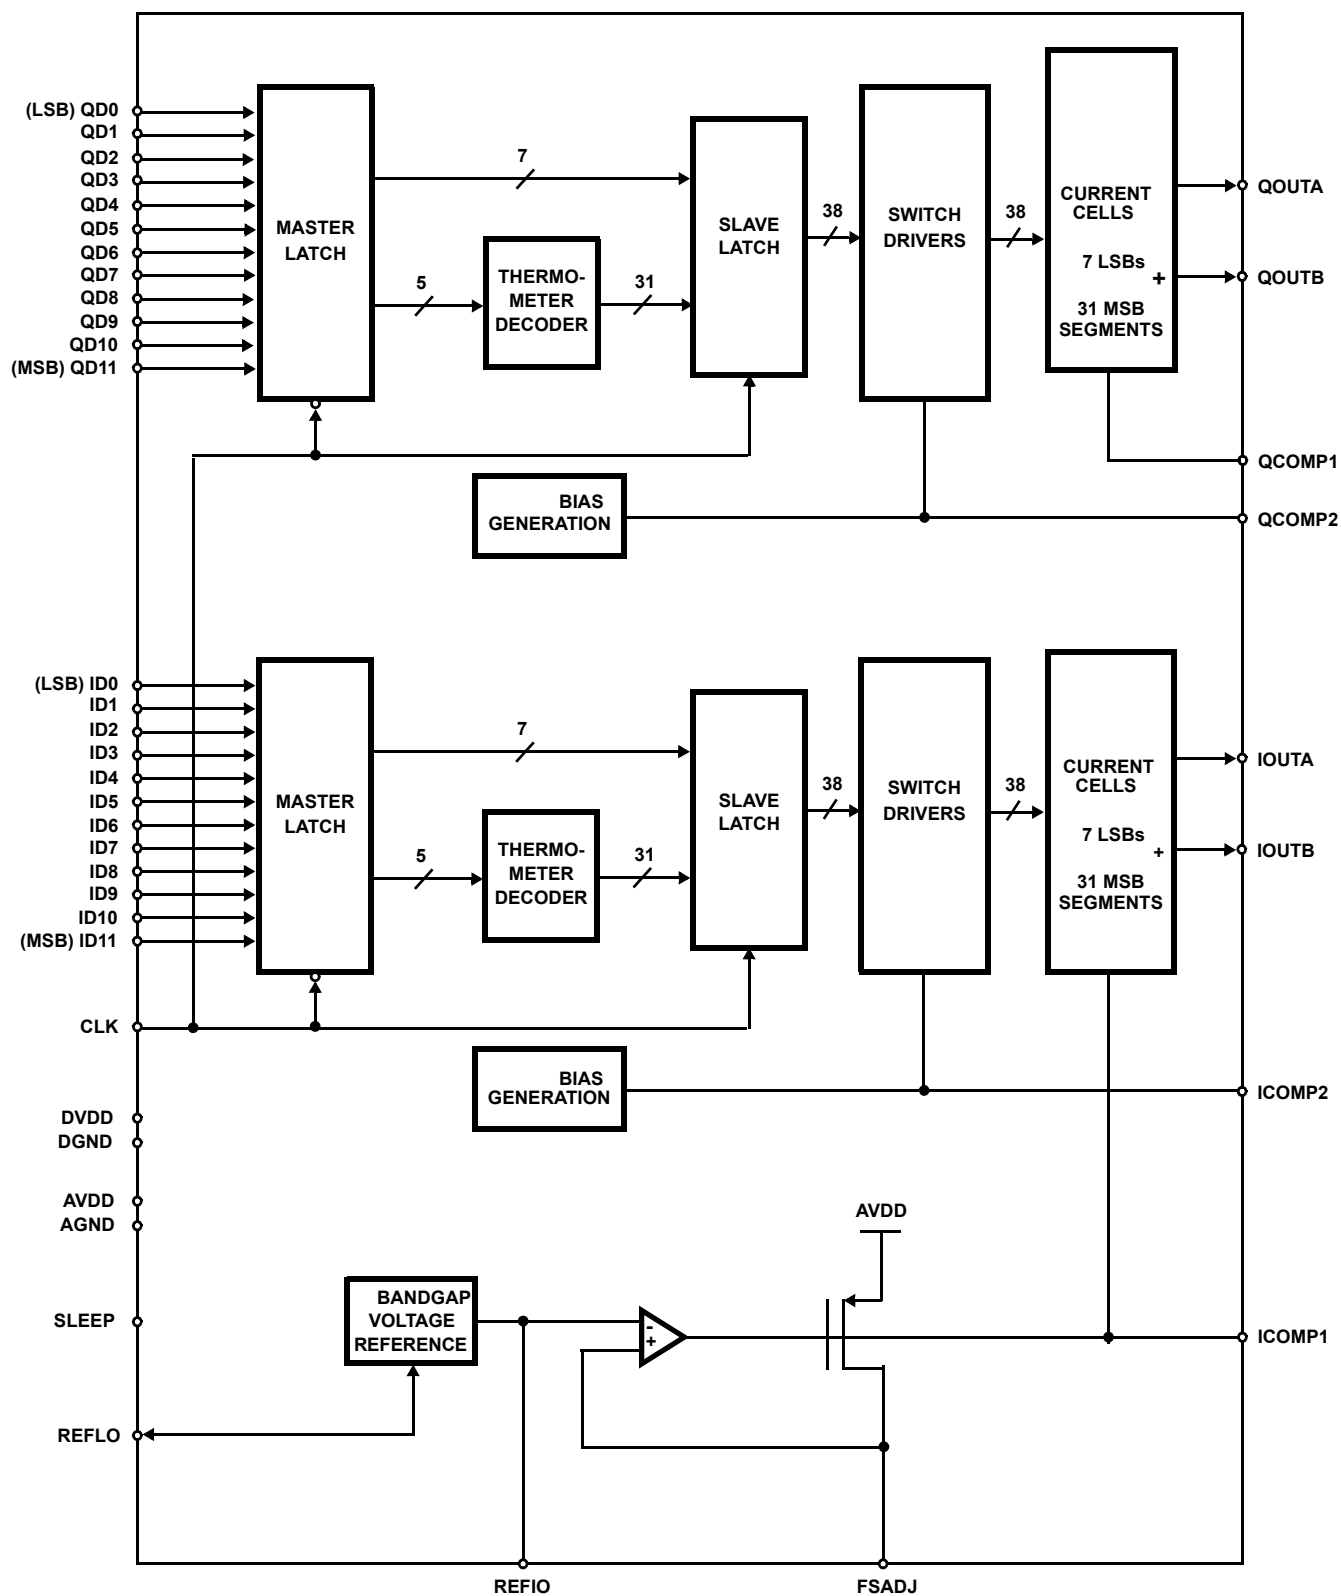 (LSB) QD0
QD1
QD2
QD3
QD4
QD5
QD6
QD7
QD8
QD9
QD10
(MSB) QD11
MASTER
LATCH
7
5
THERMO-
METER
DECODER
31
SLAVE
LATCH
38
SWITCH
DRIVERS
38
CURRENT
CELLS
7 LSBs
+
31 MSB
SEGMENTS
QOUTA
QOUTB
QCOMP1
QCOMP2
BIAS
GENERATION
(LSB) ID0
ID1
ID2
ID3
ID4
ID5
ID6
ID7
ID8
ID9
ID10
(MSB) ID11
MASTER
LATCH
7
5
THERMO-
METER
DECODER
31
SLAVE
LATCH
38
SWITCH
DRIVERS
38
CURRENT
CELLS
7 LSBs
+
31 MSB
SEGMENTS
IOUTA
IOUTB
CLK
BIAS
GENERATION
ICOMP2
DVDD
DGND
AVDD
AGND
SLEEP
REFLO
BANDGAP
VOLTAGE
REFERENCE
-
+
AVDD
ICOMP1
REFIO
FSADJ